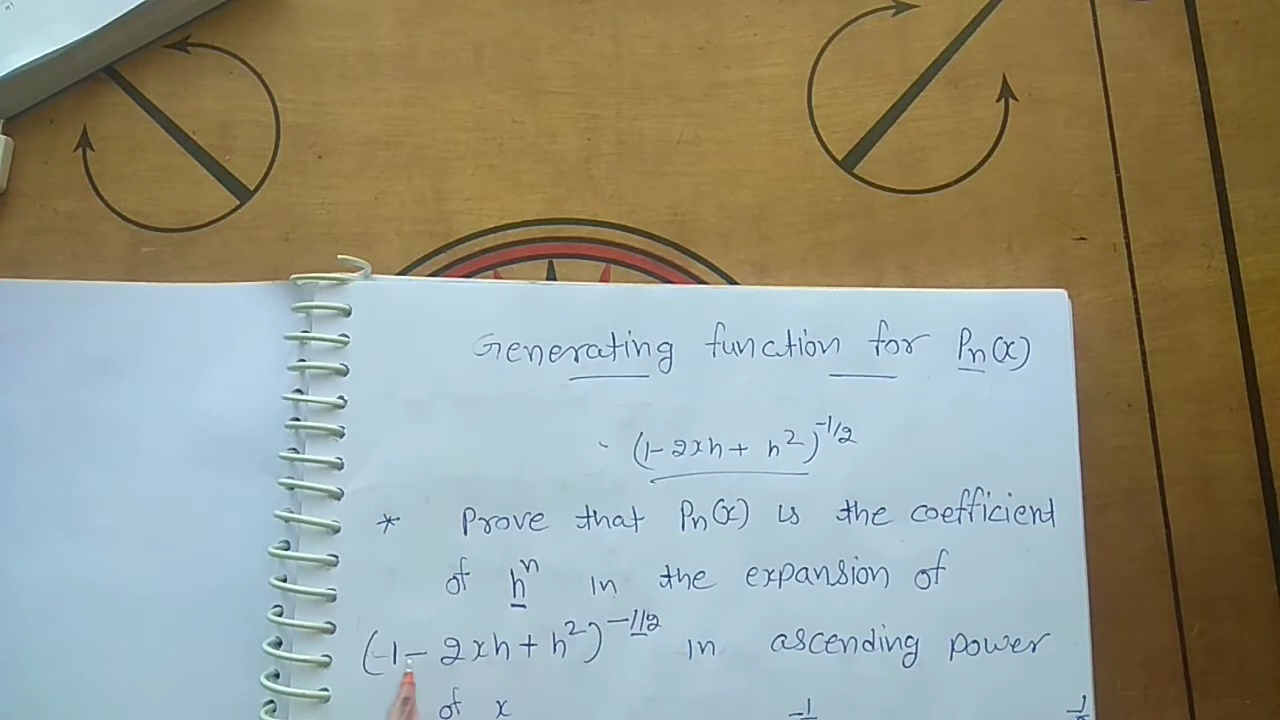 Generating function for Pn(x)
(1-2xh+ h²)^-1/2
* Prove that Pn(x) is the coefficient
of hⁿ in the expansion of
(-1- 2xh+h²)^-1/2 in ascending power
of x